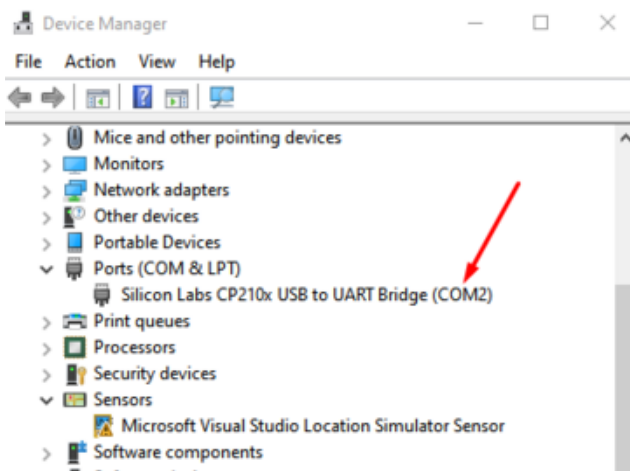 Device Manager
File Action View Help
Mice and other pointing devices
Monitors
Network adapters
Other devices
Portable Devices
Ports (COM & LPT)
Silicon Labs CP210x USB to UART Bridge (COM2)
Print queues
Processors
Security devices
Sensors
Microsoft Visual Studio Location Simulator Sensor
Software components